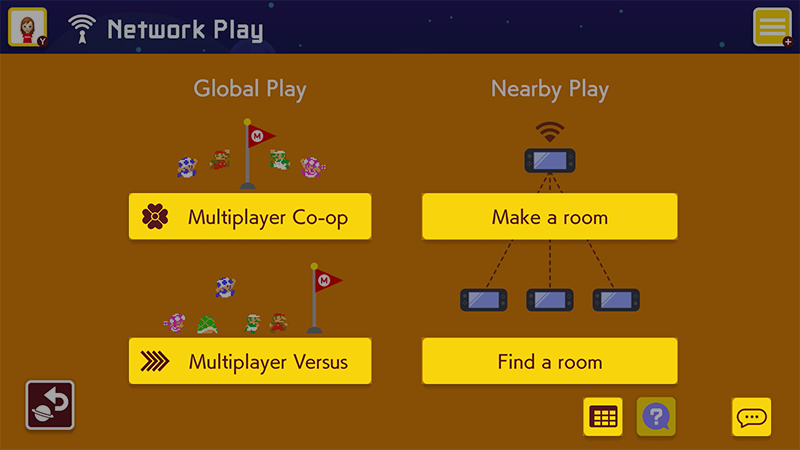 Network Play
Y
+
Global Play
Nearby Play
M
Multiplayer Co-op
Make a room
M
Multiplayer Versus
Find a room
?